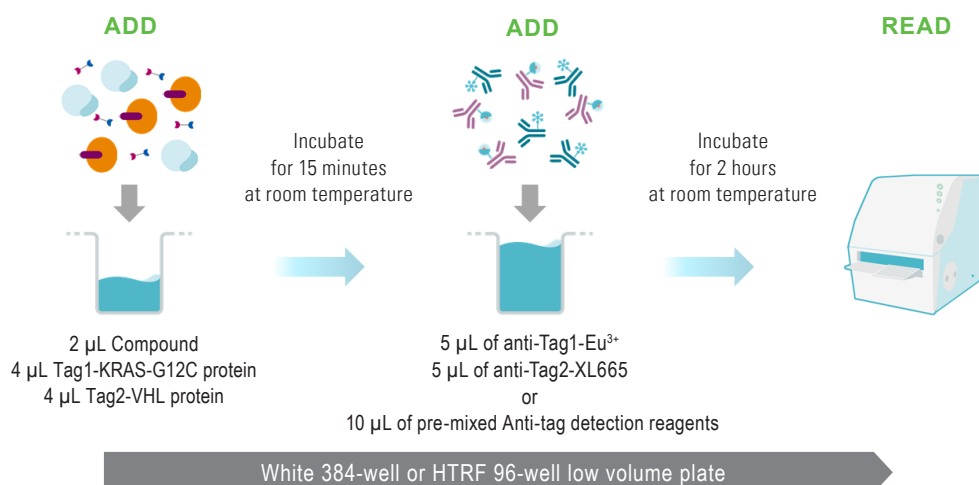 ADD
ADD
READ
Incubate
for 15 minutes
at room temperature
Incubate
for 2 hours
at room temperature
2 µL Compound
4 µL Tag1-KRAS-G12C protein
4 µL Tag2-VHL protein
5 µL of anti-Tag1-Eu³⁺
5 µL of anti-Tag2-XL665
or
10 µL of pre-mixed Anti-tag detection reagents
White 384-well or HTRF 96-well low volume plate